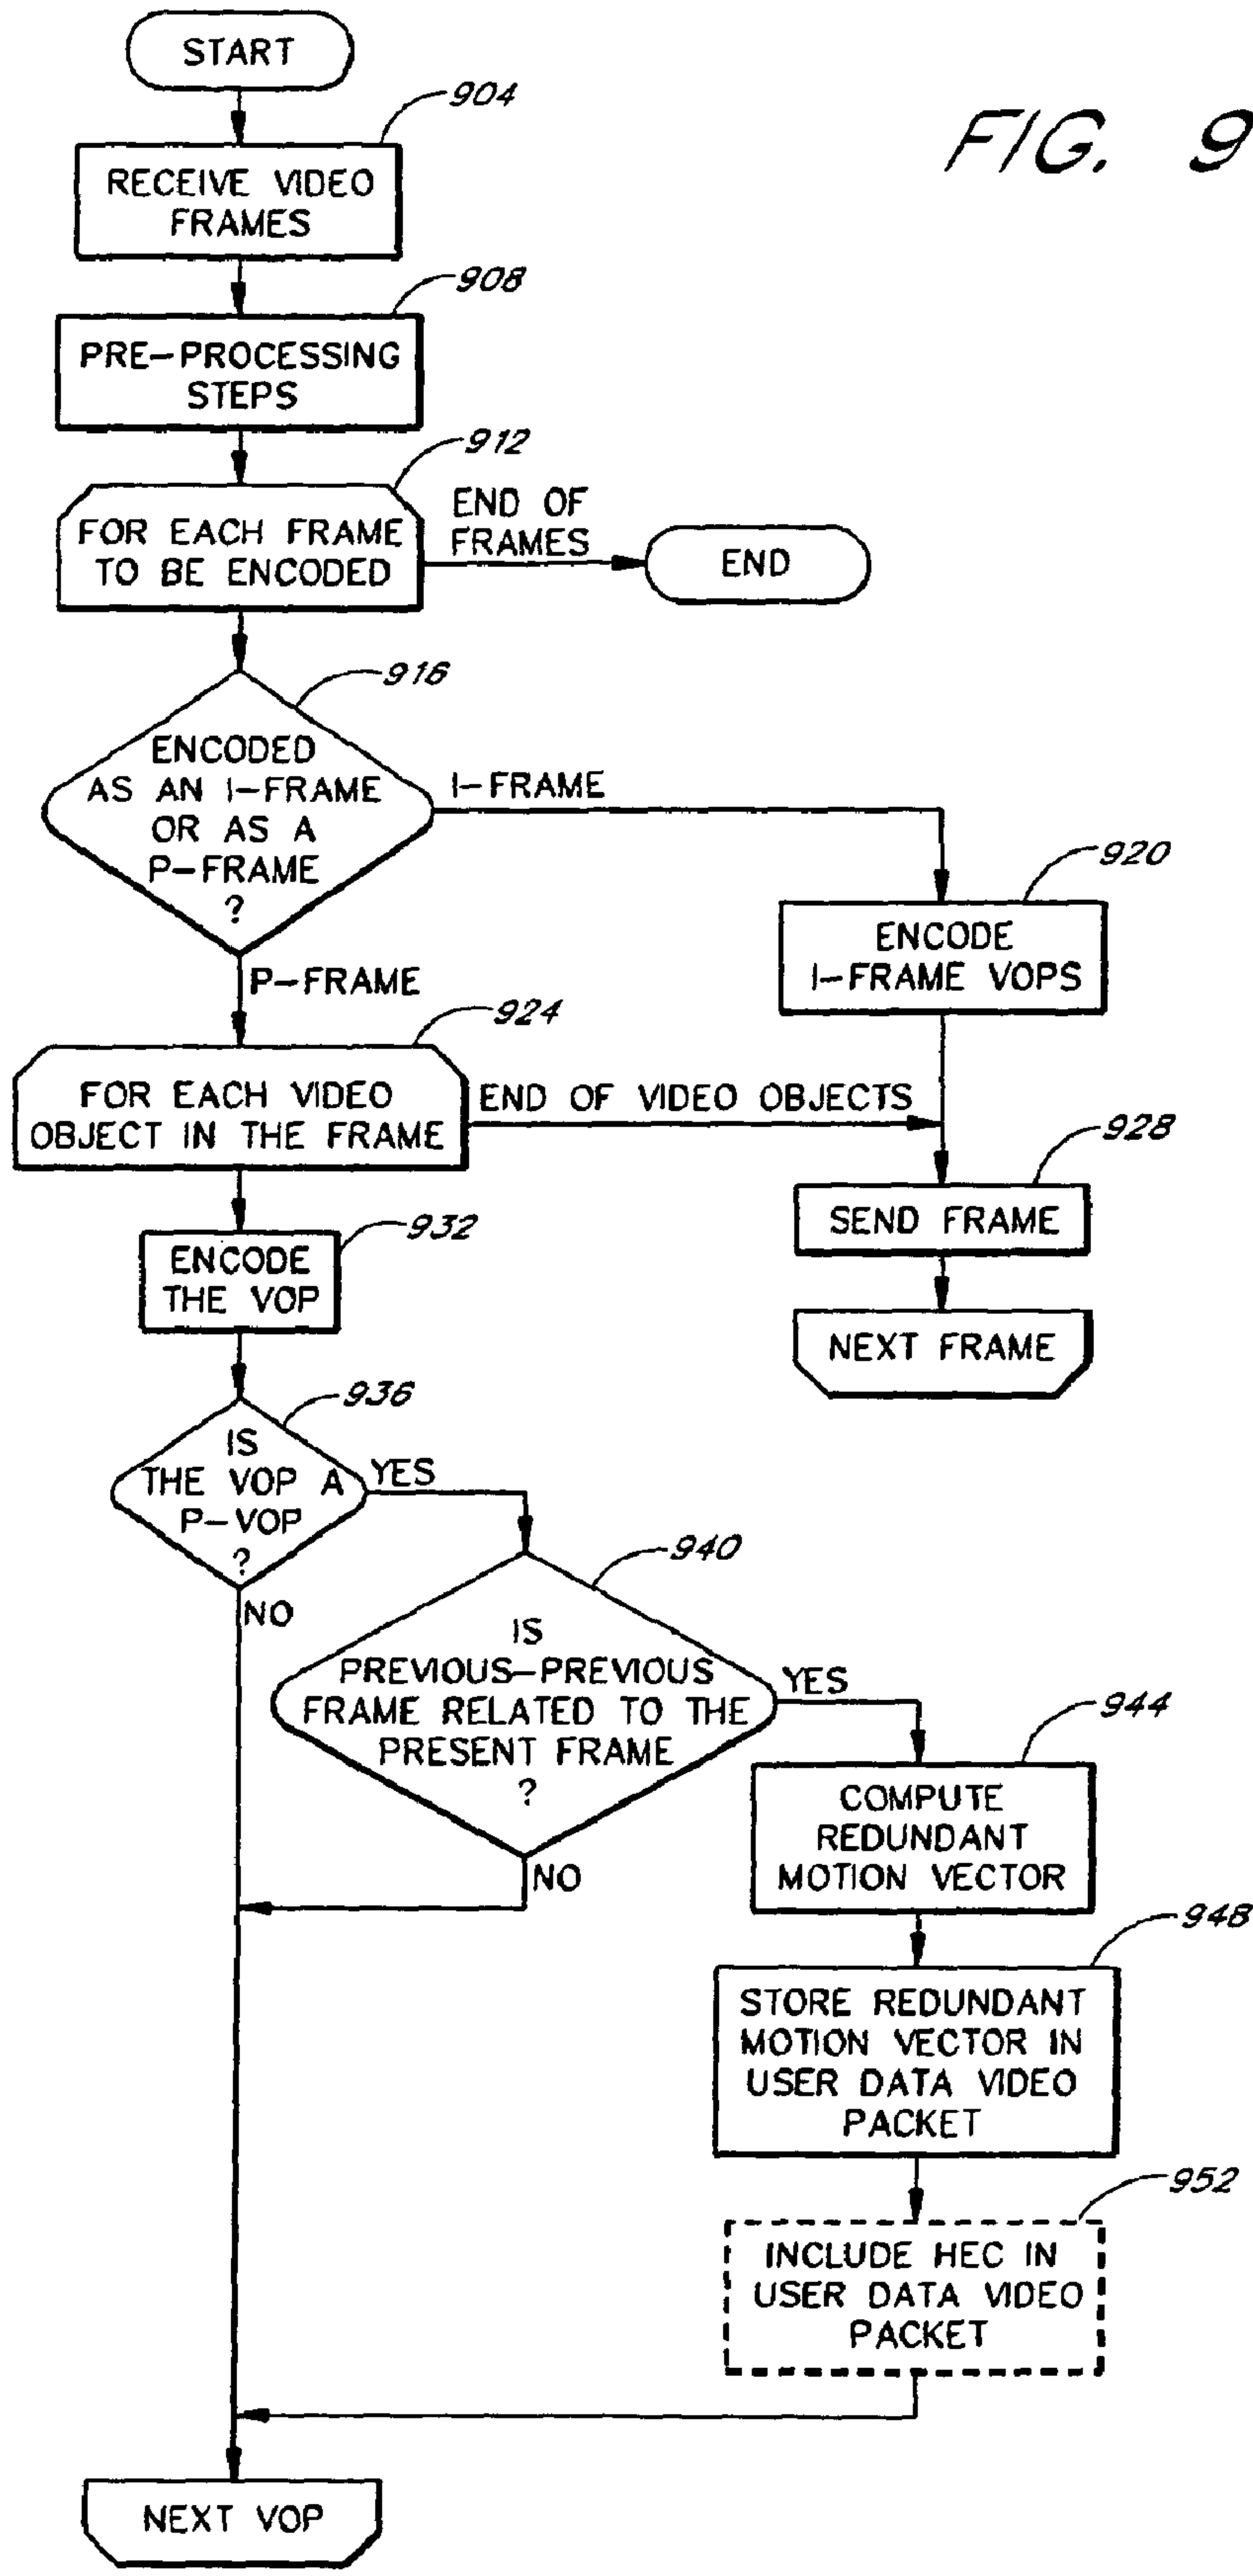 START
FIG. 9
904
RECEIVE VIDEO
FRAMES
908
PRE-PROCESSING
STEPS
912
FOR EACH FRAME
TO BE ENCODED
END OF
FRAMES
END
916
ENCODED
AS AN I-FRAME
OR AS A
P-FRAME
?
I-FRAME
920
ENCODE
I-FRAME VOPS
P-FRAME
924
FOR EACH VIDEO
OBJECT IN THE FRAME
END OF VIDEO OBJECTS
928
SEND FRAME
NEXT FRAME
932
ENCODE
THE VOP
936
IS
THE VOP A
P-VOP
?
YES
NO
940
IS
PREVIOUS-PREVIOUS
FRAME RELATED TO THE
PRESENT FRAME
?
YES
NO
944
COMPUTE
REDUNDANT
MOTION VECTOR
948
STORE REDUNDANT
MOTION VECTOR IN
USER DATA VIDEO
PACKET
952
INCLUDE HEC IN
USER DATA VIDEO
PACKET
NEXT VOP